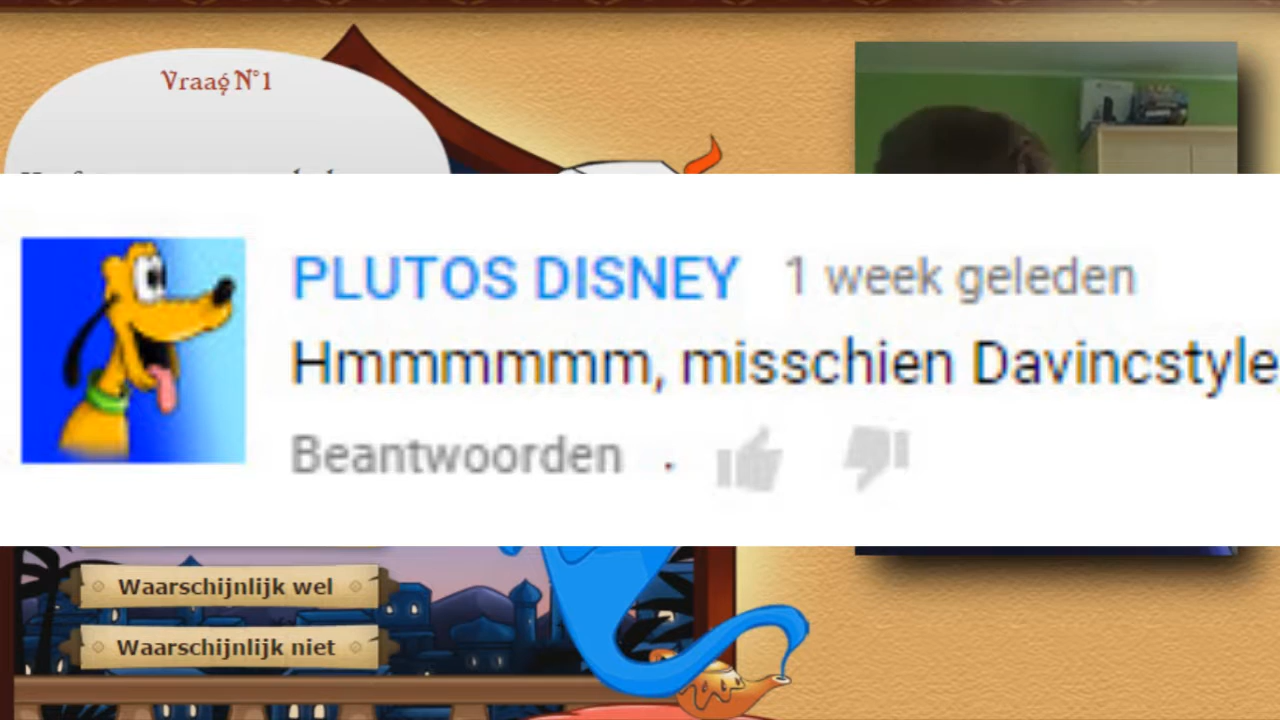 Vraag N°1
PLUTOS DISNEY 1 week geleden
Hmmmmmm, misschien Davincstyle
Beantwoorden
Waarschijnlijk wel
Waarschijnlijk niet